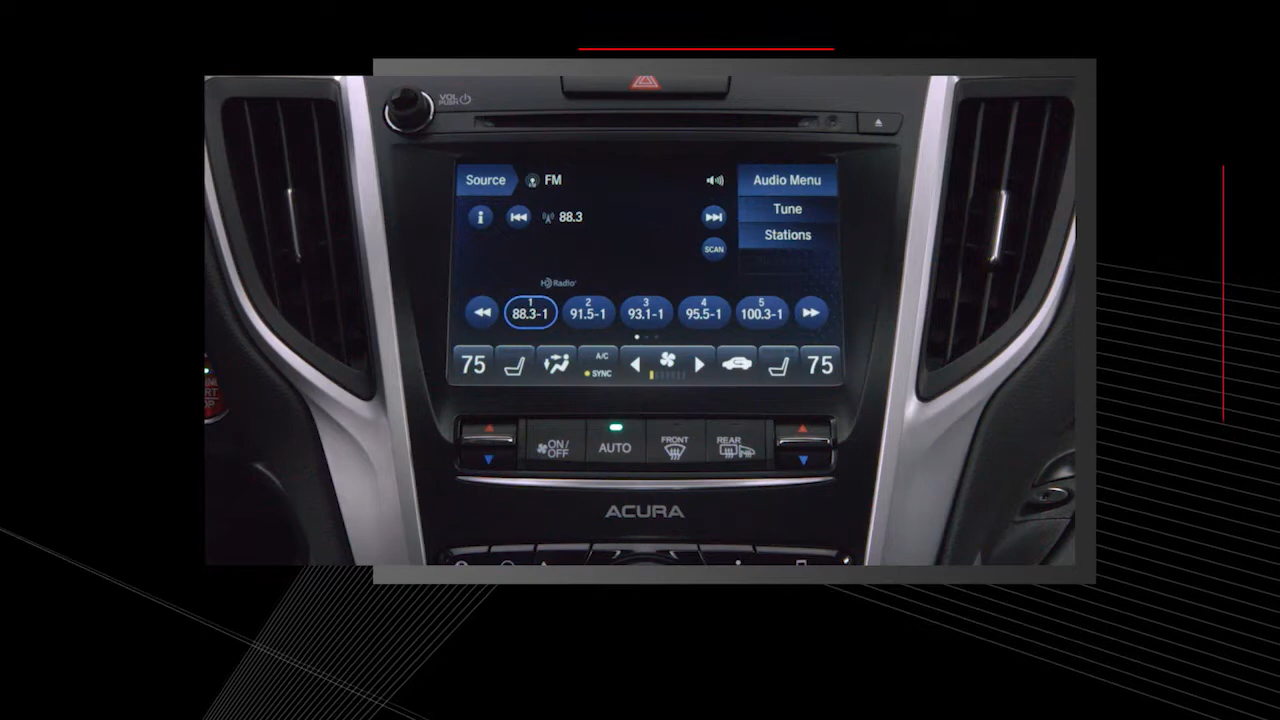 VOL
PUSH
Source
FM
Audio Menu
88.3
Tune
SCAN
Stations
HD Radio
1
88.3-1
2
91.5-1
3
93.1-1
4
95.5-1
5
100.3-1
75
A/C
SYNC
75
ON/
OFF
AUTO
FRONT
REAR
ACURA